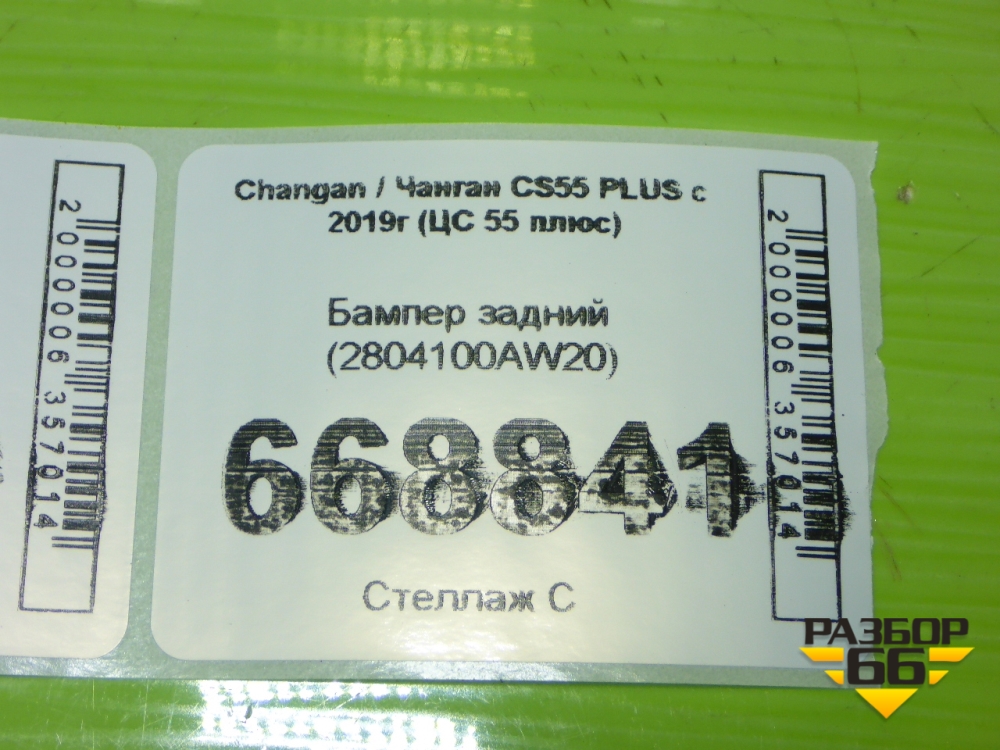 Changan / Чанган CS55 PLUS с
2019г (ЦС 55 плюс)
Бампер задний
(2804100AW20)
668841
Стеллаж С
2000006357014
2000006357014
РАЗБОР
66